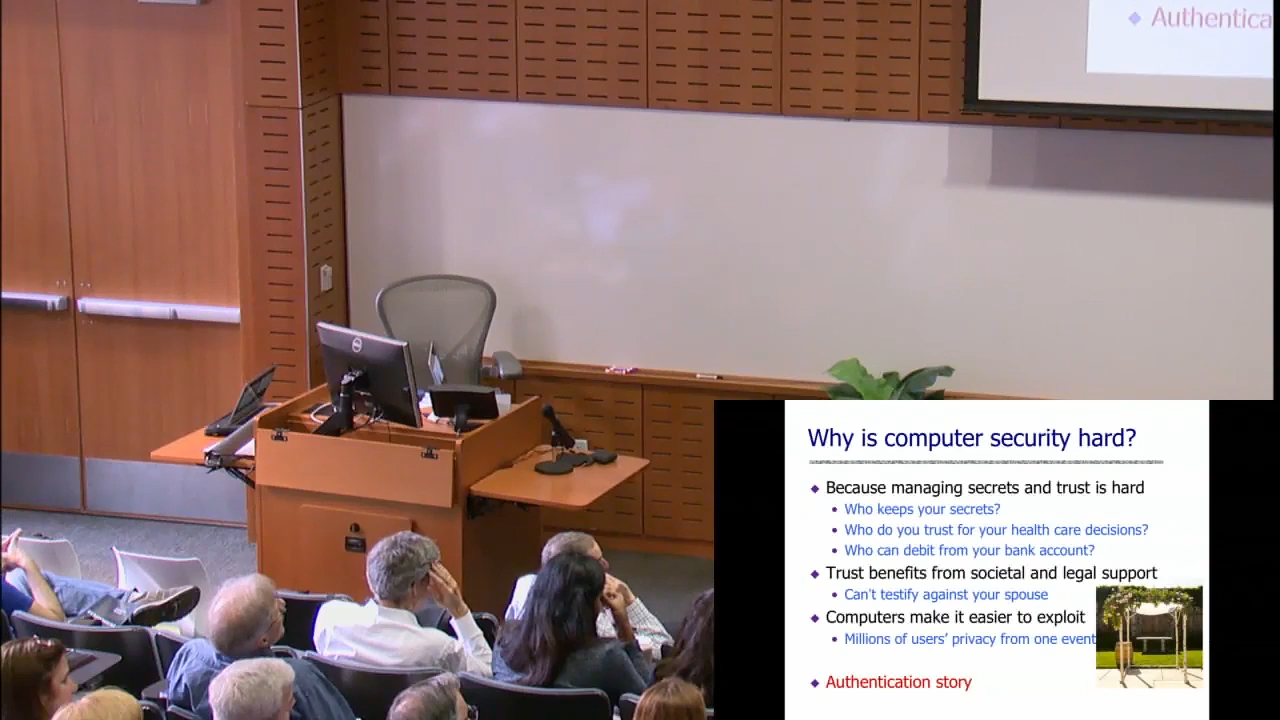 Authentica
DELL
Why is computer security hard?
Because managing secrets and trust is hard
Who keeps your secrets?
Who do you trust for your health care decisions?
Who can debit from your bank account?
Trust benefits from societal and legal support
Can't testify against your spouse
Computers make it easier to exploit
Millions of users' privacy from one event
Authentication story